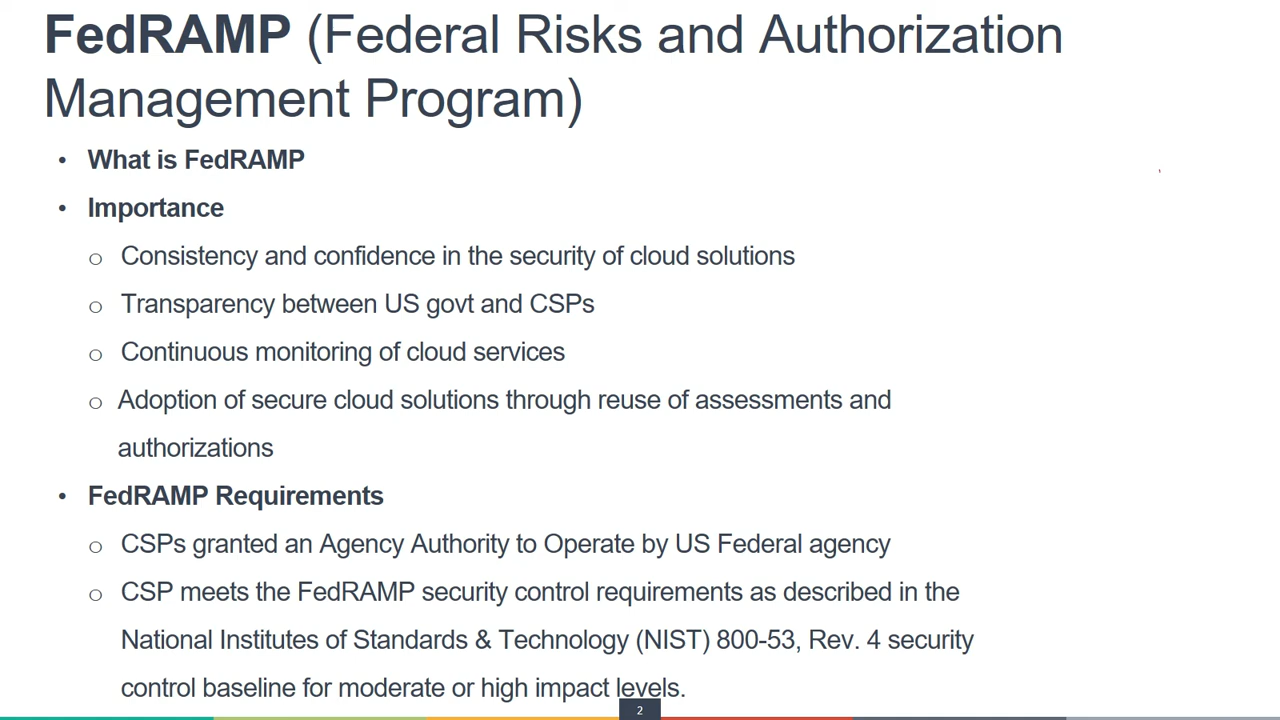 FedRAMP (Federal Risks and Authorization
Management Program)
• What is FedRAMP
• Importance
o Consistency and confidence in the security of cloud solutions
o Transparency between US govt and CSPs
o Continuous monitoring of cloud services
o Adoption of secure cloud solutions through reuse of assessments and
authorizations
• FedRAMP Requirements
o CSPs granted an Agency Authority to Operate by US Federal agency
o CSP meets the FedRAMP security control requirements as described in the
National Institutes of Standards & Technology (NIST) 800-53, Rev. 4 security
control baseline for moderate or high impact levels.
2